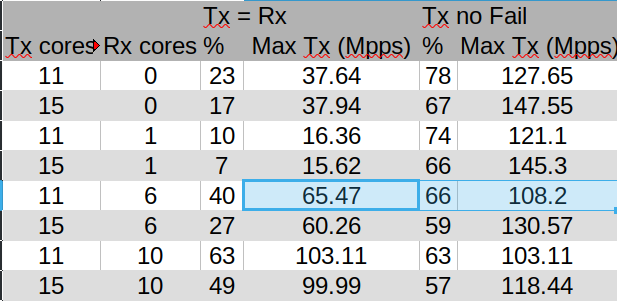 Tx = Rx Tx no Fail
Tx cores Rx cores % Max Tx (Mpps) % Max Tx (Mpps)
11 0 23 37.64 78 127.65
15 0 17 37.94 67 147.55
11 1 10 16.36 74 121.1
15 1 7 15.62 66 145.3
11 6 40 65.47 66 108.2
15 6 27 60.26 59 130.57
11 10 63 103.11 63 103.11
15 10 49 99.99 57 118.44